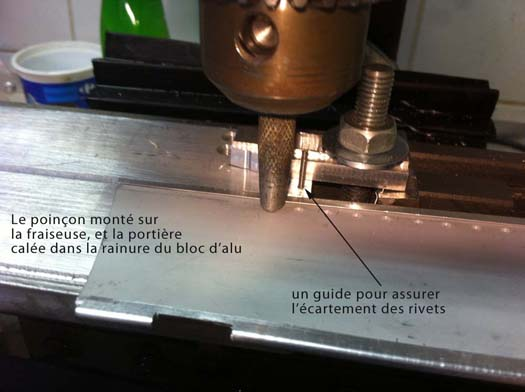 Le poinçon monté sur
la fraiseuse, et la portière
calée dans la rainure du bloc d'alu
un guide pour assurer
l'écartement des rivets